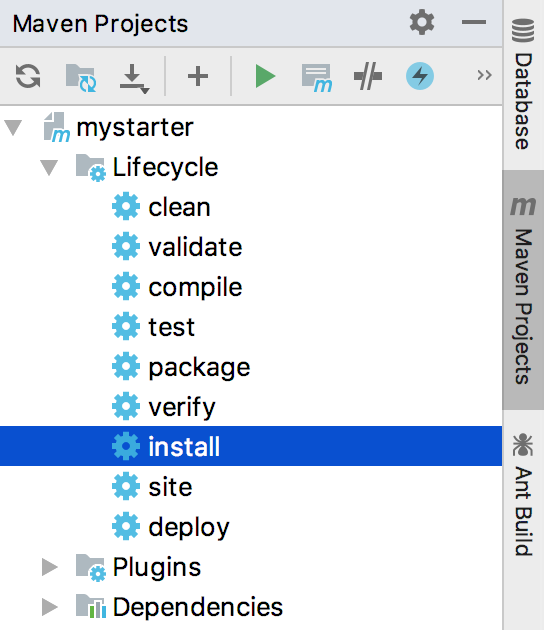 Maven Projects
mystarter
Lifecycle
clean
validate
compile
test
package
verify
install
site
deploy
Plugins
Dependencies
Database
Maven Projects
Ant Build